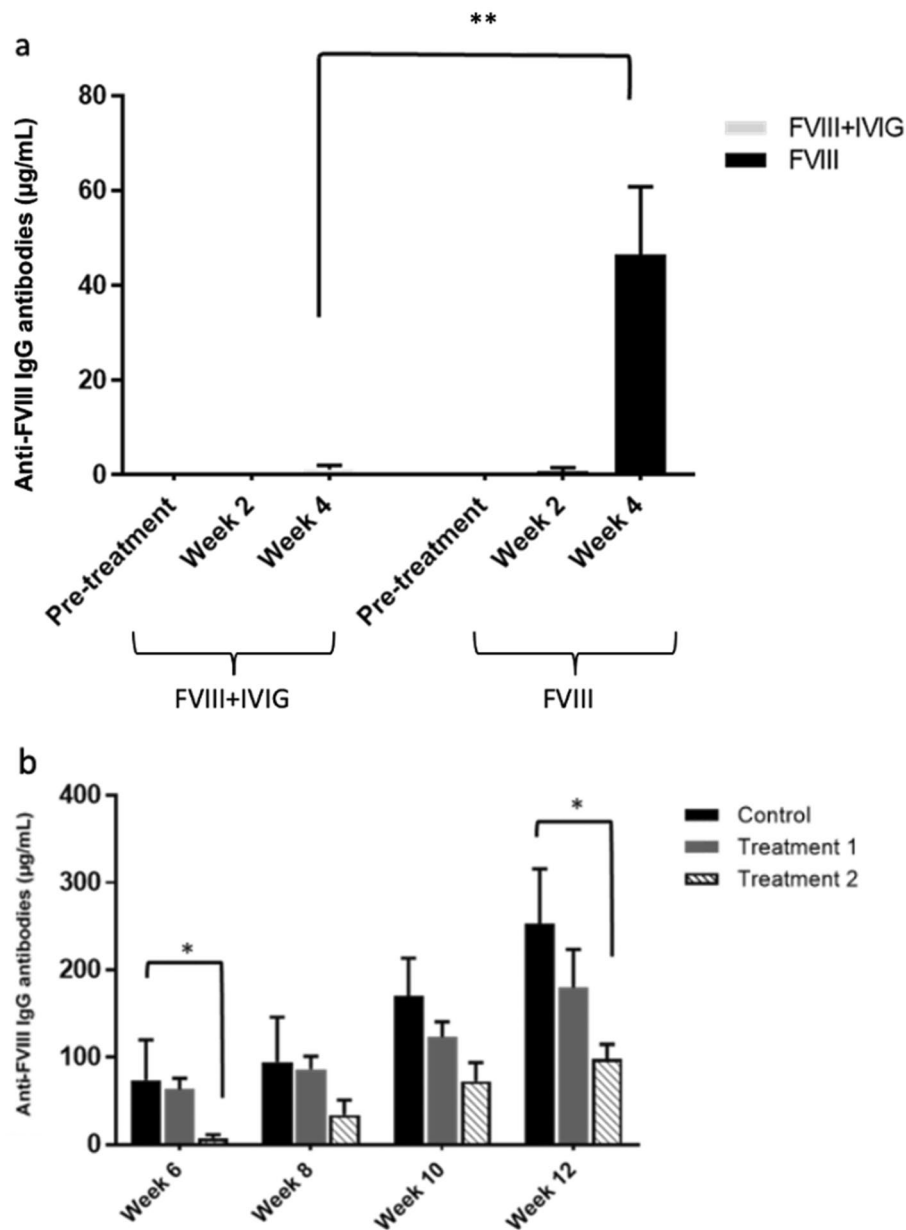 a
**
80
60
40
20
0
Anti-FVIII IgG antibodies (µg/mL)
FVIII+IVIG
FVIII
Pre-treatment
Week 2
Week 4
Pre-treatment
Week 2
Week 4
FVIII+IVIG
FVIII
b
400
300
200
100
0
Anti-FVIII IgG antibodies (µg/mL)
*
*
Control
Treatment 1
Treatment 2
Week 6
Week 8
Week 10
Week 12